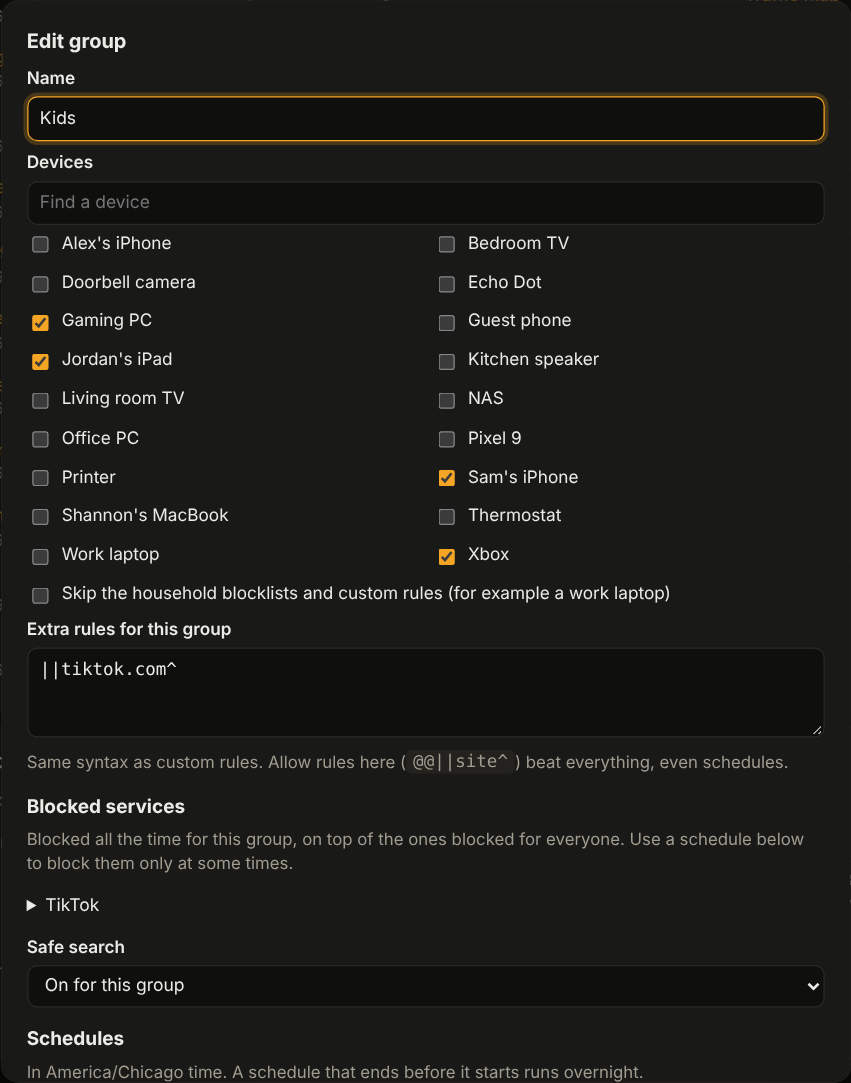 Edit group
Name
Kids
Devices
Find a device
Alex's iPhone
Bedroom TV
Doorbell camera
Echo Dot
Gaming PC
Guest phone
Jordan's iPad
Kitchen speaker
Living room TV
NAS
Office PC
Pixel 9
Printer
Sam's iPhone
Shannon's MacBook
Thermostat
Work laptop
Xbox
Skip the household blocklists and custom rules (for example a work laptop)
Extra rules for this group
||tiktok.com^
Same syntax as custom rules. Allow rules here ( @@||site^ ) beat everything, even schedules.
Blocked services
Blocked all the time for this group, on top of the ones blocked for everyone. Use a schedule below
to block them only at some times.
TikTok
Safe search
On for this group
Schedules
In America/Chicago time. A schedule that ends before it starts runs overnight.